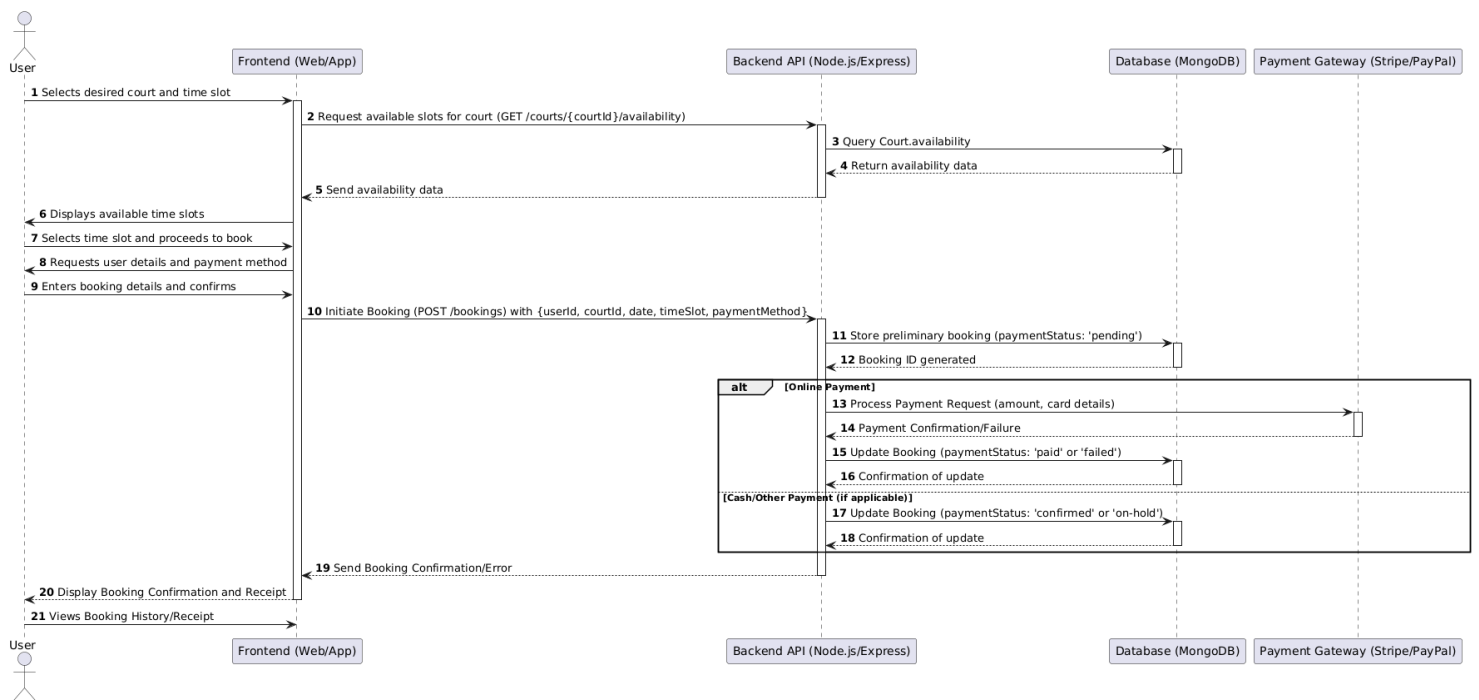 User
Frontend (Web/App)
Backend API (Node.js/Express)
Database (MongoDB)
Payment Gateway (Stripe/PayPal)
1 Selects desired court and time slot
2 Request available slots for court (GET /courts/{courtId}/availability)
3 Query Court.availability
4 Return availability data
5 Send availability data
6 Displays available time slots
7 Selects time slot and proceeds to book
8 Requests user details and payment method
9 Enters booking details and confirms
10 Initiate Booking (POST /bookings) with {userId, courtId, date, timeSlot, paymentMethod}
11 Store preliminary booking (paymentStatus: 'pending')
12 Booking ID generated
alt
[Online Payment]
13 Process Payment Request (amount, card details)
14 Payment Confirmation/Failure
15 Update Booking (paymentStatus: 'paid' or 'failed')
16 Confirmation of update
[Cash/Other Payment (if applicable)]
17 Update Booking (paymentStatus: 'confirmed' or 'on-hold')
18 Confirmation of update
19 Send Booking Confirmation/Error
20 Display Booking Confirmation and Receipt
21 Views Booking History/Receipt
User
Frontend (Web/App)
Backend API (Node.js/Express)
Database (MongoDB)
Payment Gateway (Stripe/PayPal)